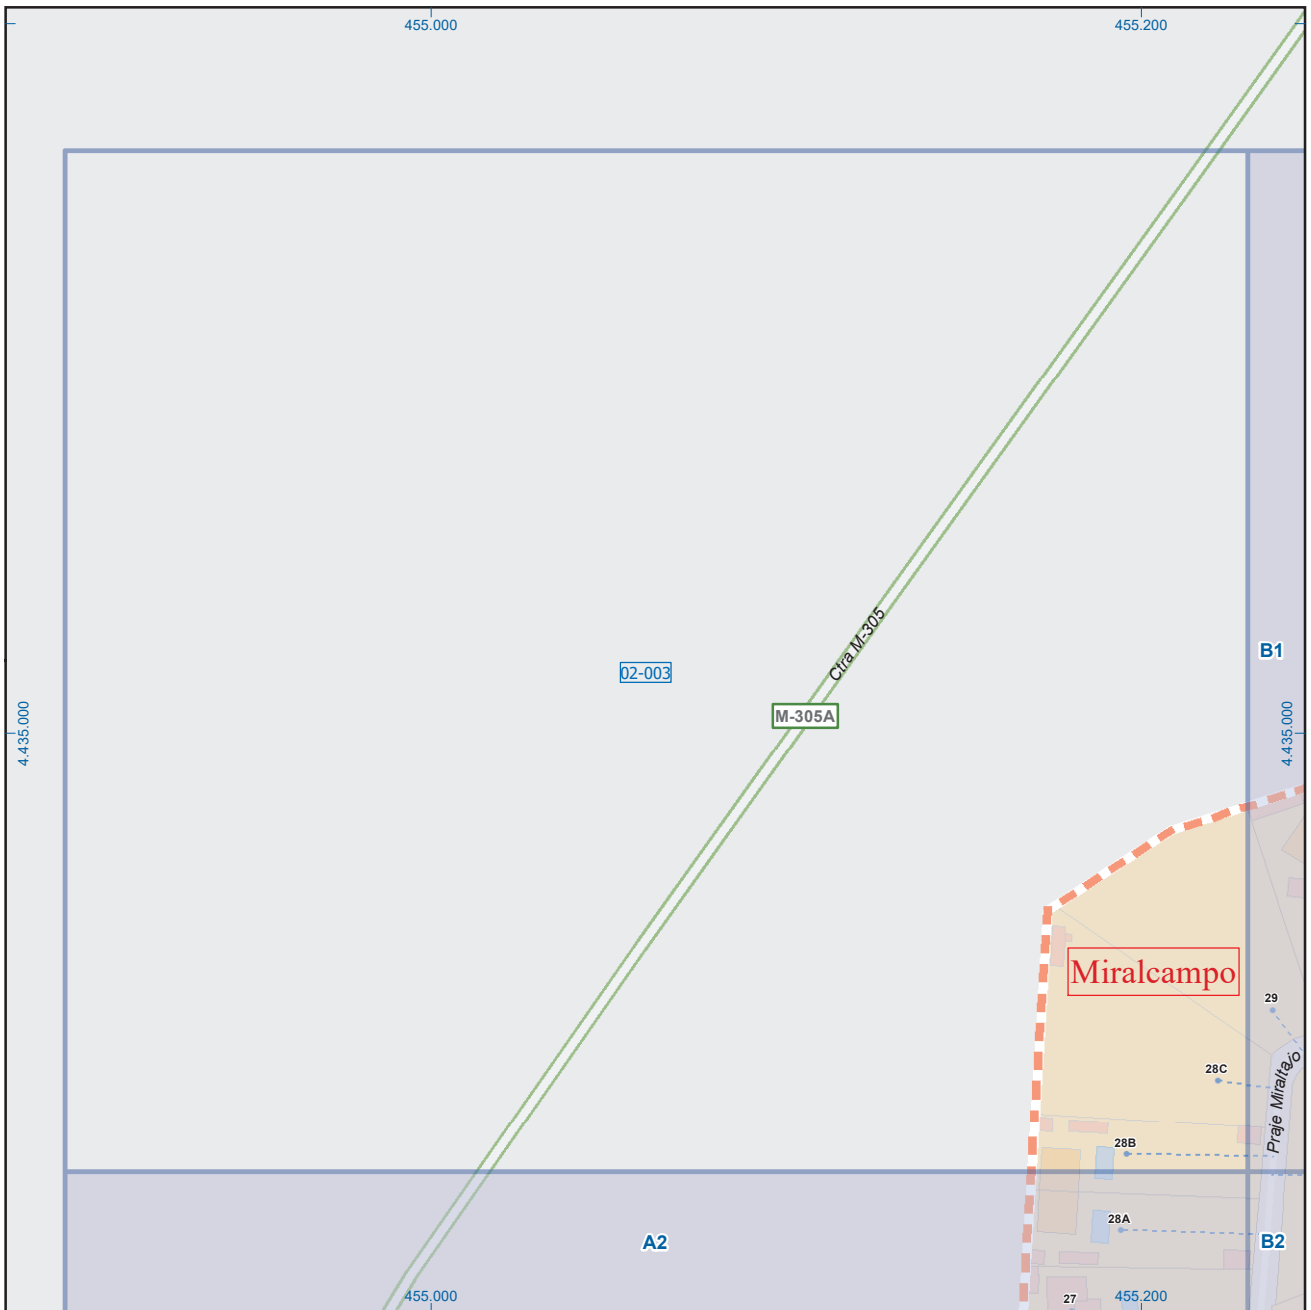 455.000
455.200
Ctra M-305
B1
02-003
M-305A
4.435.000
4.435.000
Miralcampo
29
28C
Praje Miraltajo
28B
28A
A2
B2
27
455.000
455.200